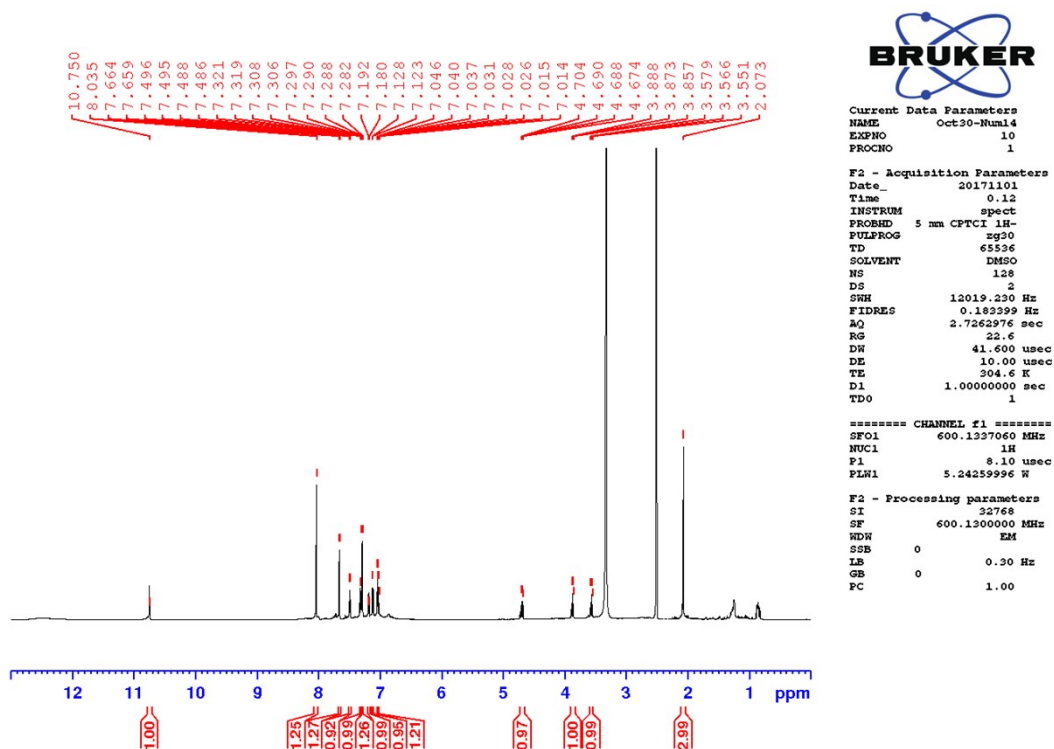 10.750
8.035
7.664
7.659
7.496
7.495
7.488
7.486
7.321
7.319
7.308
7.306
7.297
7.290
7.288
7.282
7.192
7.180
7.128
7.123
7.046
7.040
7.037
7.031
7.028
7.026
7.015
7.014
4.704
4.690
4.688
4.674
3.888
3.873
3.857
3.579
3.566
3.551
2.073
BRUKER
Current Data Parameters
NAME Oct30-Num14
EXPNO 10
PROCNO 1
F2 - Acquisition Parameters
Date_ 20171101
Time 0.12
INSTRUM spect
PROBHD 5 mm CPTCI 1H-
PULPROG zg30
TD 65536
SOLVENT DMSO
NS 128
DS 2
SWH 12019.230 Hz
FIDRES 0.183399 Hz
AQ 2.7262976 sec
RG 22.6
DW 41.600 usec
DE 10.00 usec
TE 304.6 K
D1 1.00000000 sec
TD0 1
======== CHANNEL f1 ========
SFO1 600.1337060 MHz
NUC1 1H
P1 8.10 usec
PLW1 5.24259996 W
F2 - Processing parameters
SI 32768
SF 600.1300000 MHz
WDW EM
SSB 0
LB 0.30 Hz
GB 0
PC 1.00
12 11 10 9 8 7 6 5 4 3 2 1 ppm
1.00
1.25
1.27
0.92
0.99
1.26
0.99
0.95
1.21
0.97
1.00
0.99
2.99